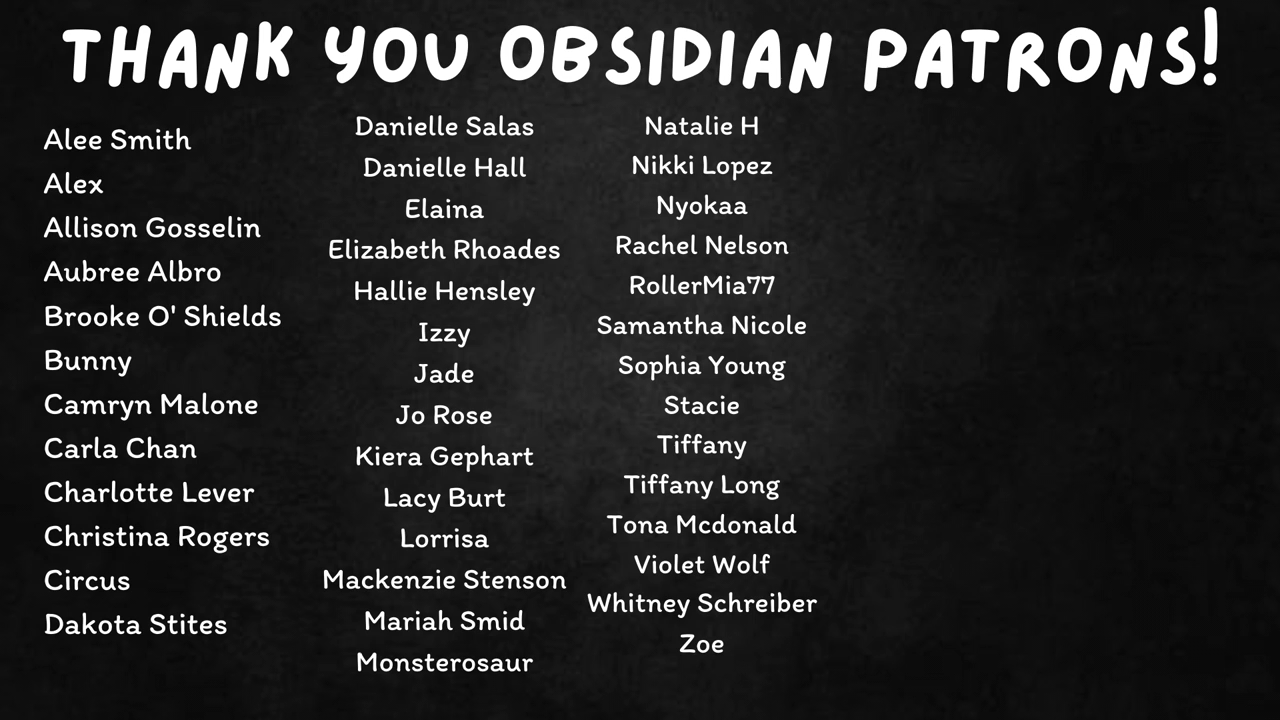 THANK YOU OBSIDIAN PATRONS!
Alee Smith
Alex
Allison Gosselin
Aubree Albro
Brooke O' Shields
Bunny
Camryn Malone
Carla Chan
Charlotte Lever
Christina Rogers
Circus
Dakota Stites
Danielle Salas
Danielle Hall
Elaina
Elizabeth Rhoades
Hallie Hensley
Izzy
Jade
Jo Rose
Kiera Gephart
Lacy Burt
Lorrisa
Mackenzie Stenson
Mariah Smid
Monsterosaur
Natalie H
Nikki Lopez
Nyokaa
Rachel Nelson
RollerMia77
Samantha Nicole
Sophia Young
Stacie
Tiffany
Tiffany Long
Tona Mcdonald
Violet Wolf
Whitney Schreiber
Zoe